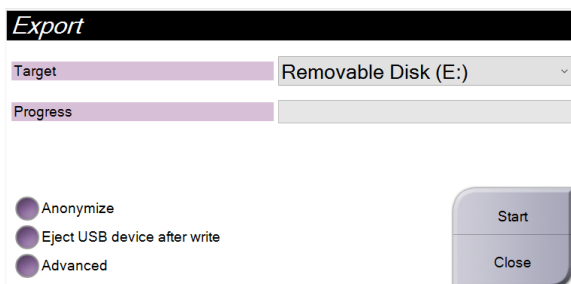 Export
Target
Removable Disk (E:)
Progress
Anonymize
Eject USB device after write
Advanced
Start
Close